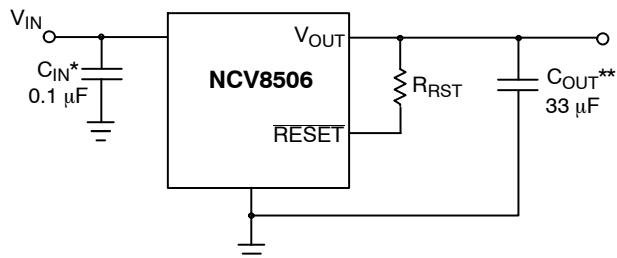 V_IN
V_OUT
C_IN*
0.1 µF
NCV8506
R_RST
C_OUT**
33 µF
RESET